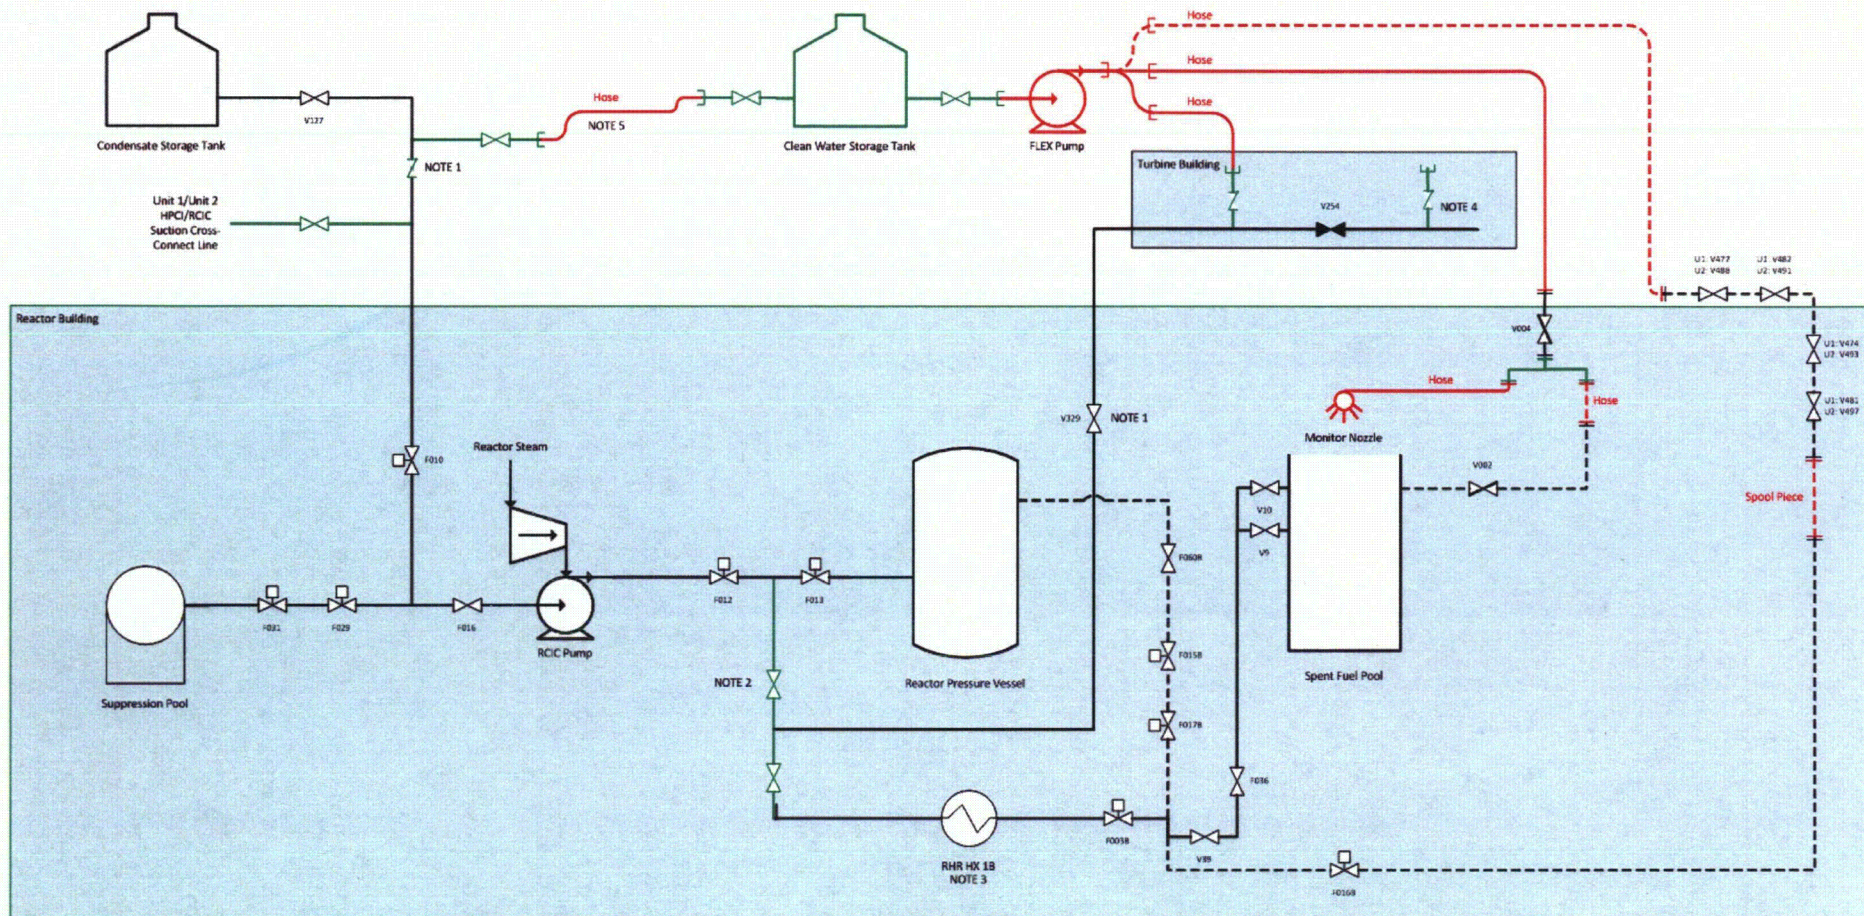 Hose
Hose
Hose
Hose
NOTE 5
V127
Condensate Storage Tank
Clean Water Storage Tank
FLEX Pump
NOTE 1
Turbine Building
V254
NOTE 4
Unit 1/Unit 2
HPCI/RCIC
Suction Cross-
Connect Line
U1: V477
U2: V488
U1: V482
U2: V491
Reactor Building
V004
U1: V474
U2: V493
Hose
Hose
U1: V481
U2: V497
V329
NOTE 1
Monitor Nozzle
Reactor Steam
F010
V002
Spool Piece
V10
V9
F060B
F012
F013
F031
F029
F016
RCIC Pump
F015B
NOTE 2
Reactor Pressure Vessel
Spent Fuel Pool
Suppression Pool
F017B
F036
F003B
V39
RHR HX 1B
NOTE 3
F016B